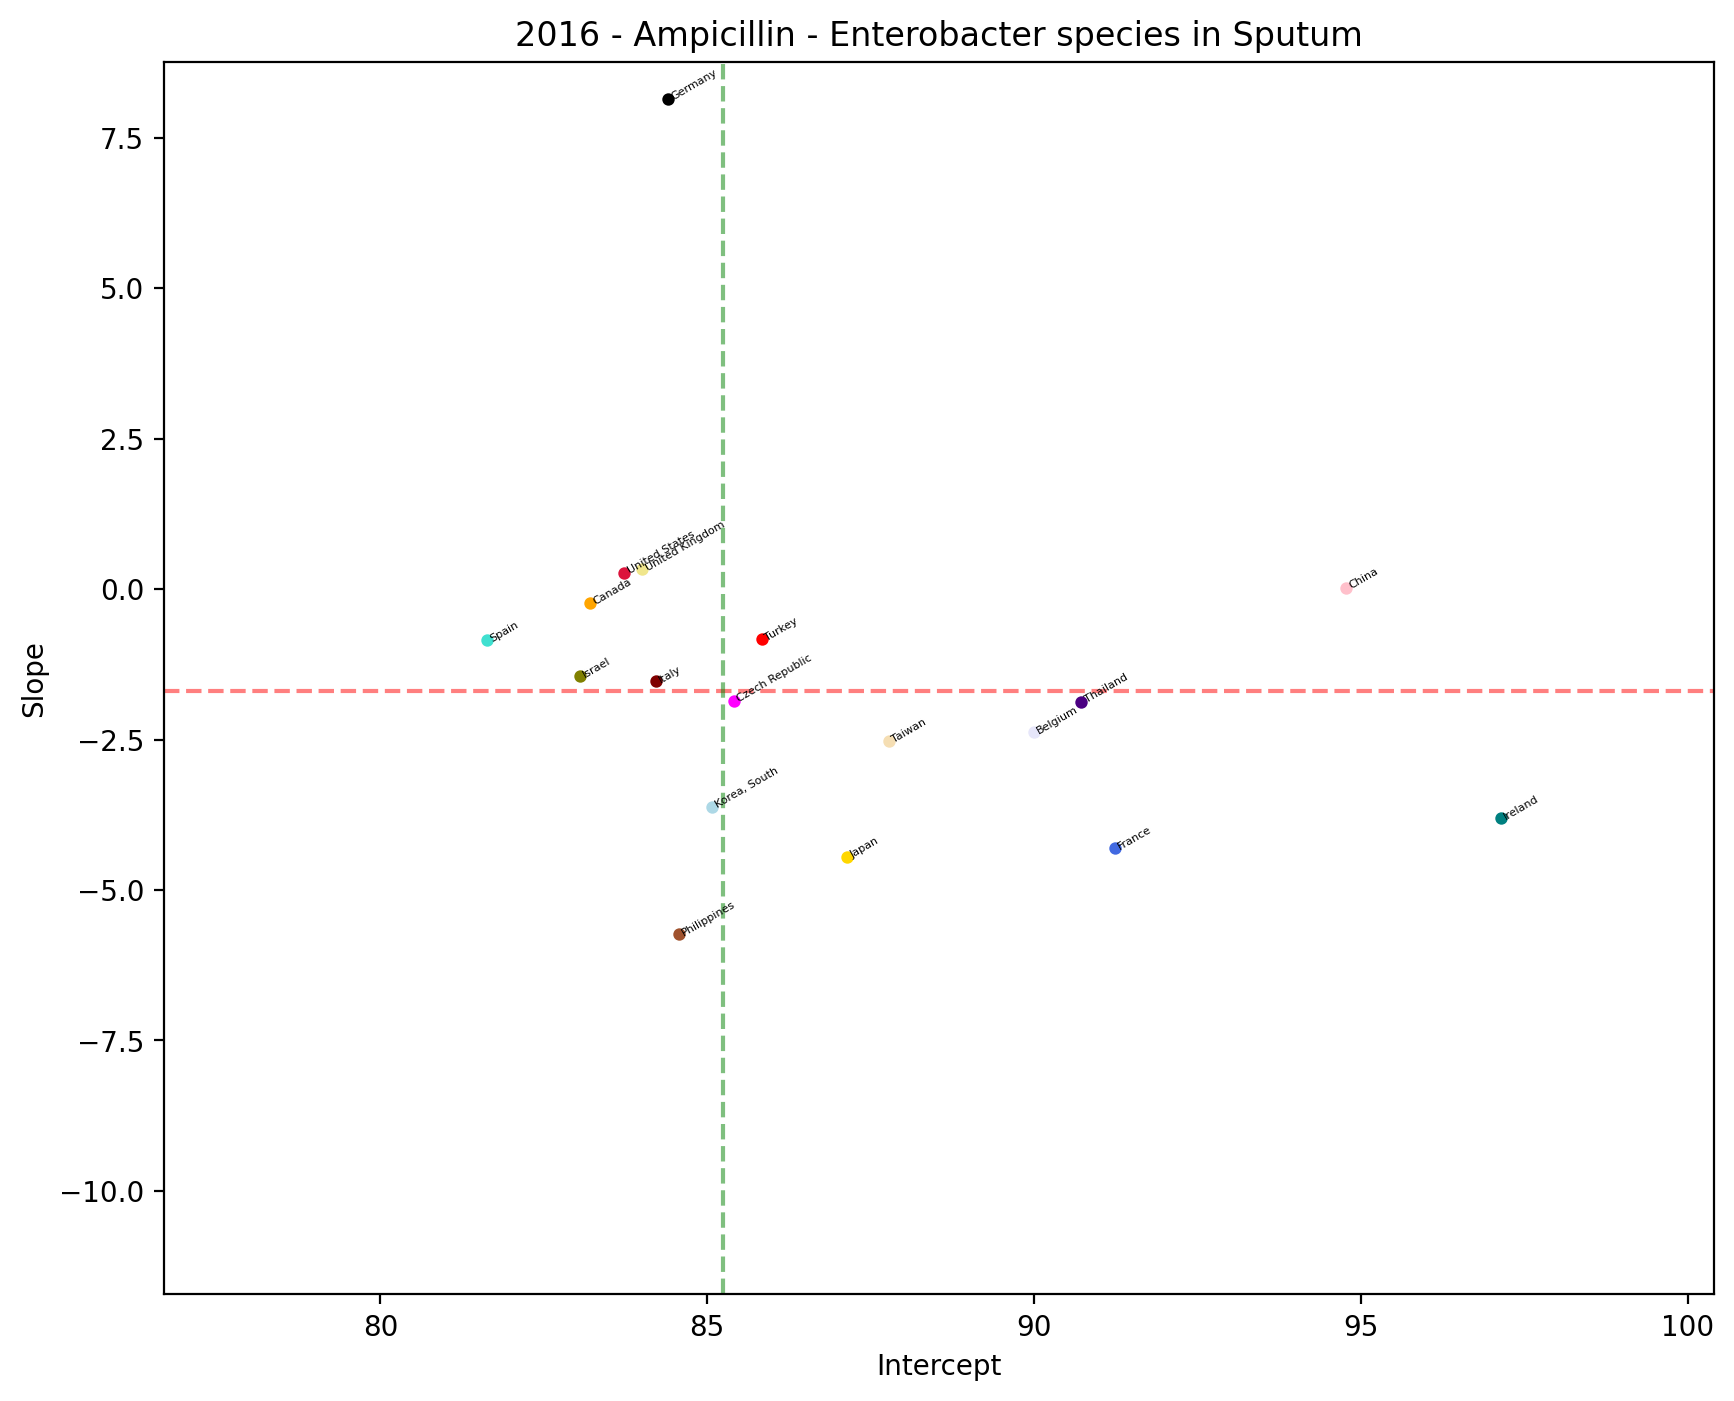 2016 - Ampicillin - Enterobacter species in Sputum
Germany
7.5
5.0
2.5
United States
United Kingdom
0.0
Canada
China
Spain
Turkey
Israel
Italy
Slope
Czech Republic
Thailand
Belgium
−2.5
Taiwan
Korea, South
Ireland
Japan
France
−5.0
Philippines
−7.5
−10.0
80
85
90
95
100
Intercept